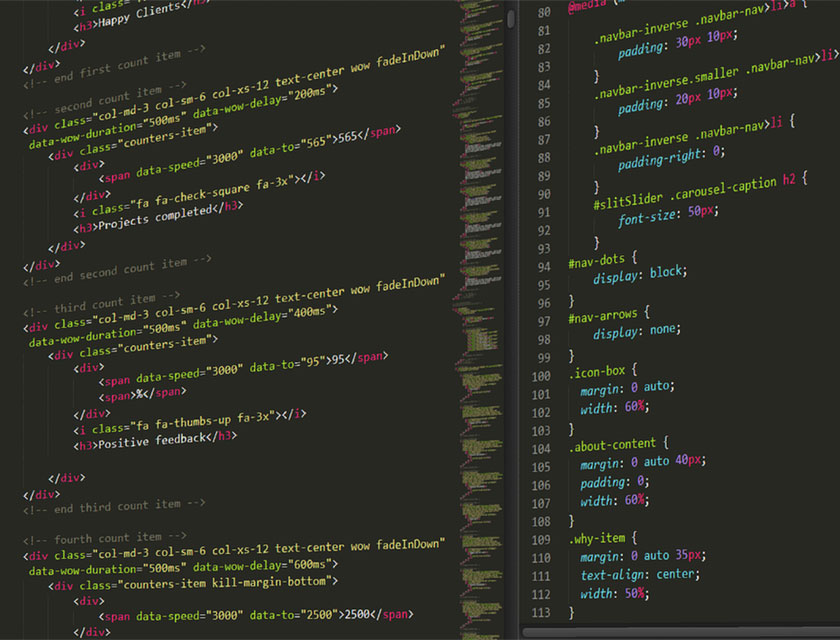 <i class="
<h3>Happy Clients</h
</div>
</div>
<!-- end first count item -->
<!-- second count item -->
<div class="col-md-3 col-sm-6 col-xs-12 text-center wow fadeInDown"
data-wow-duration="500ms" data-wow-delay="200ms">
<div class="counters-item">
<div>
<span data-speed="3000" data-to="565">565</span>
</div>
<i class="fa fa-check-square fa-3x"></i>
<h3>Projects completed</h3>
</div>
</div>
<!-- end second count item -->
<!-- third count item -->
<div class="col-md-3 col-sm-6 col-xs-12 text-center wow fadeInDown"
data-wow-duration="500ms" data-wow-delay="400ms">
<div class="counters-item">
<div>
<span data-speed="3000" data-to="95">95</span>
<span>%</span>
</div>
<i class="fa fa-thumbs-up fa-3x"></i>
<h3>Positive feedback</h3>
</div>
</div>
<!-- end third count item -->
<!-- fourth count item -->
<div class="col-md-3 col-sm-6 col-xs-12 text-center wow fadeInDown"
data-wow-duration="500ms" data-wow-delay="600ms">
<div class="counters-item kill-margin-bottom">
<div>
<span data-speed="3000" data-to="2500">2500</span>
</div>
80 @media
81 .navbar-nav>li>a {
82 .navbar-inverse
83 padding: 30px 10px;
84 }
85 .navbar-inverse.smaller .navbar-nav>li>
86 padding: 20px 10px;
87 }
88 .navbar-inverse .navbar-nav>li {
89 padding-right: 0;
90 }
91 #slitSlider .carousel-caption h2 {
92 font-size: 50px;
93 }
94 #nav-dots {
95 display: block;
96 }
97 #nav-arrows {
98 display: none;
99 }
100 .icon-box {
101 margin: 0 auto;
102 width: 60%;
103 }
104 .about-content {
105 margin: 0 auto 40px;
106 padding: 0;
107 width: 60%;
108 }
109 .why-item {
110 margin: 0 auto 35px;
111 text-align: center;
112 width: 50%;
113 }